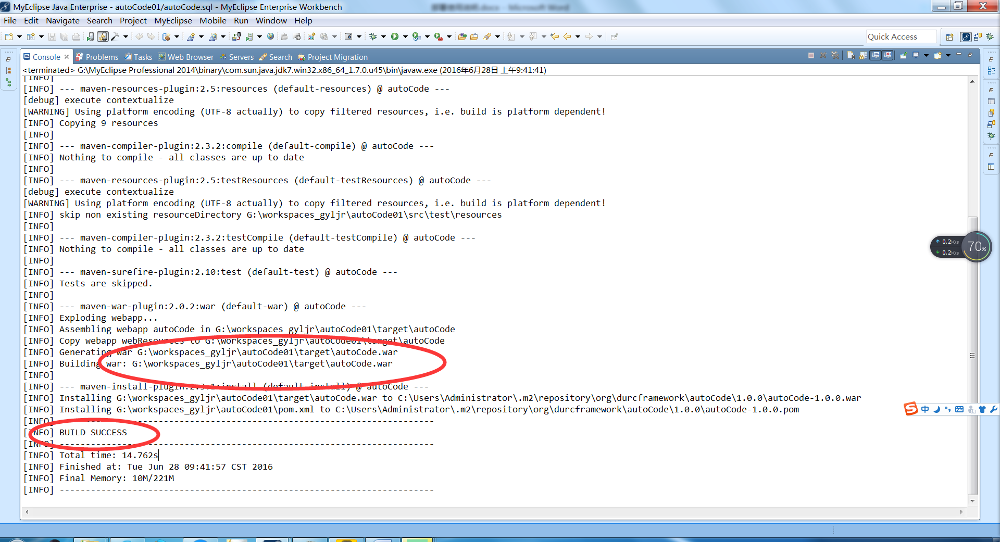 MyEclipse Java Enterprise - autoCode01/autoCode.sql - MyEclipse Enterprise Workbench
File Edit Navigate Search Project MyEclipse Mobile Run Window Help
Quick Access
Console Problems Tasks Web Browser Servers Search Project Migration
<terminated> G:\MyEclipse Professional 2014\binary\com.sun.java.jdk7.win32.x86_64_1.7.0.u45\bin\javaw.exe (2016年6月28日 上午9:41:41)
[INFO]
[INFO] --- maven-resources-plugin:2.5:resources (default-resources) @ autoCode ---
[debug] execute contextualize
[WARNING] Using platform encoding (UTF-8 actually) to copy filtered resources, i.e. build is platform dependent!
[INFO] Copying 9 resources
[INFO]
[INFO] --- maven-compiler-plugin:2.3.2:compile (default-compile) @ autoCode ---
[INFO] Nothing to compile - all classes are up to date
[INFO]
[INFO] --- maven-resources-plugin:2.5:testResources (default-testResources) @ autoCode ---
[debug] execute contextualize
[WARNING] Using platform encoding (UTF-8 actually) to copy filtered resources, i.e. build is platform dependent!
[INFO] skip non existing resourceDirectory G:\workspaces_gyljr\autoCode01\src\test\resources
[INFO]
[INFO] --- maven-compiler-plugin:2.3.2:testCompile (default-testCompile) @ autoCode ---
[INFO] Nothing to compile - all classes are up to date
[INFO]
[INFO] --- maven-surefire-plugin:2.10:test (default-test) @ autoCode ---
[INFO] Tests are skipped.
[INFO]
[INFO] --- maven-war-plugin:2.0.2:war (default-war) @ autoCode ---
[INFO] Exploding webapp...
[INFO] Assembling webapp autoCode in G:\workspaces_gyljr\autoCode01\target\autoCode
[INFO] Copy webapp webResources to G:\workspaces_gyljr\autoCode01\target\autoCode
[INFO] Generating war G:\workspaces_gyljr\autoCode01\target\autoCode.war
[INFO] Building war: G:\workspaces_gyljr\autoCode01\target\autoCode.war
[INFO]
[INFO] --- maven-install-plugin:2.3.1:install (default-install) @ autoCode ---
[INFO] Installing G:\workspaces_gyljr\autoCode01\target\autoCode.war to C:\Users\Administrator\.m2\repository\org\durcframework\autoCode\1.0.0\autoCode-1.0.0.war
[INFO] Installing G:\workspaces_gyljr\autoCode01\pom.xml to C:\Users\Administrator\.m2\repository\org\durcframework\autoCode\1.0.0\autoCode-1.0.0.pom
[INFO] ------------------------------------------------------------------------
[INFO] BUILD SUCCESS
[INFO] ------------------------------------------------------------------------
[INFO] Total time: 14.762s
[INFO] Finished at: Tue Jun 28 09:41:57 CST 2016
[INFO] Final Memory: 10M/221M
[INFO] ------------------------------------------------------------------------
0.2K/s
0.2K/s
70%
中